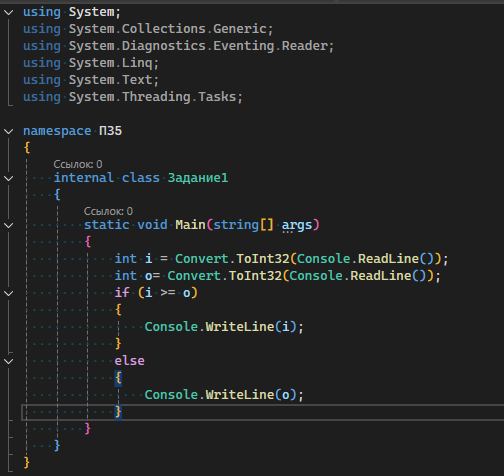 using System;
using System.Collections.Generic;
using System.Diagnostics.Eventing.Reader;
using System.Linq;
using System.Text;
using System.Threading.Tasks;
namespace П35
{
Ссылок: 0
internal class Задание1
{
Ссылок: 0
static void Main(string[] args)
{
int i = Convert.ToInt32(Console.ReadLine());
int o= Convert.ToInt32(Console.ReadLine());
if (i >= o)
{
Console.WriteLine(i);
}
else
{
Console.WriteLine(o);
}
}
}
}